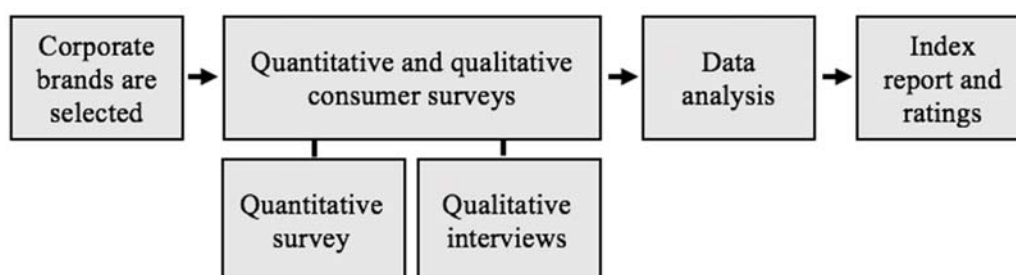 Corporate
brands are
selected
Quantitative and qualitative
consumer surveys
Data
analysis
Index
report and
ratings
Quantitative
survey
Qualitative
interviews